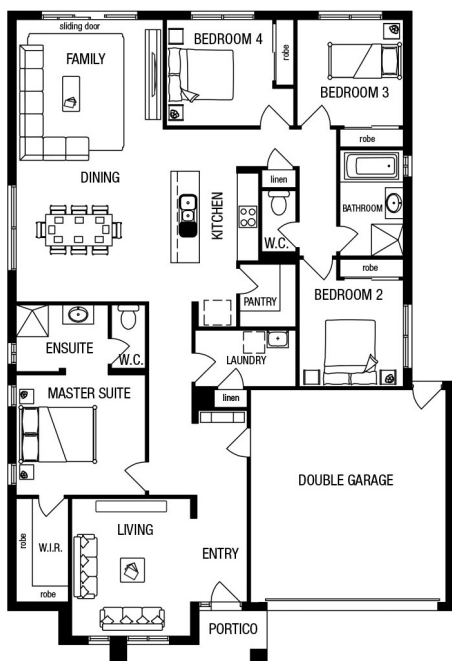 sliding door
FAMILY
BEDROOM 4
robe
BEDROOM 3
robe
DINING
linen
KITCHEN
W.C.
BATHROOM
PANTRY
robe
BEDROOM 2
ENSUITE
W.C.
LAUNDRY
MASTER SUITE
linen
DOUBLE GARAGE
LIVING
robe
W.I.R.
ENTRY
robe
PORTICO